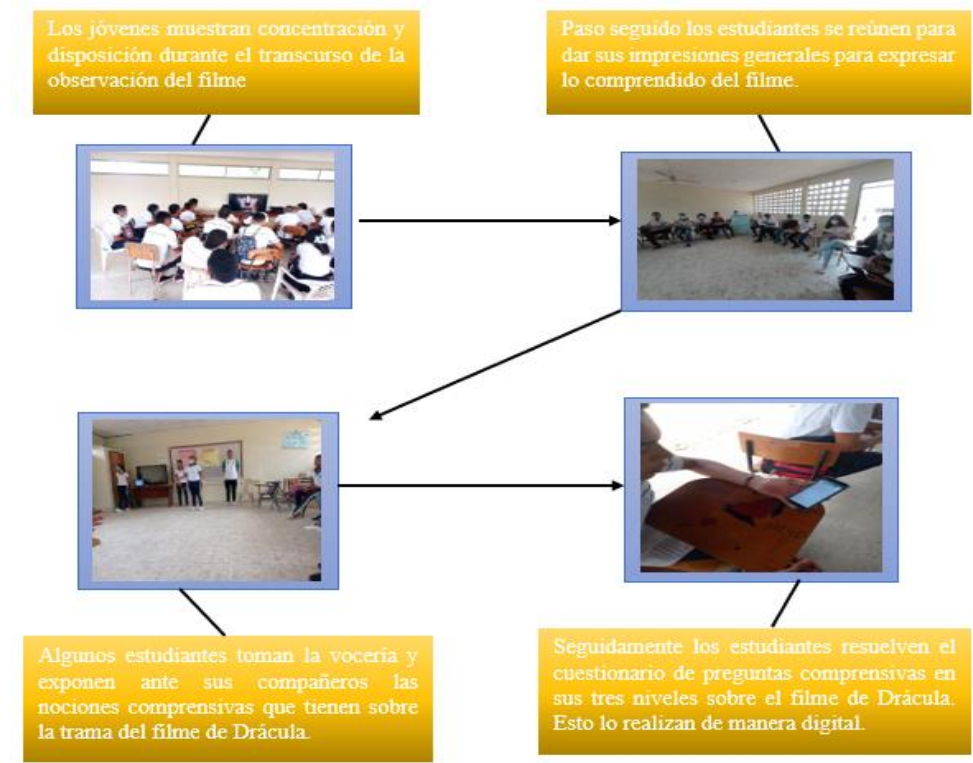 Los jóvenes muestran concentración y
disposición durante el transcurso de la
observación del filme
Paso seguido los estudiantes se reúnen para
dar sus impresiones generales para expresar
lo comprendido del filme.
Algunos estudiantes toman la vocería y
exponen ante sus compañeros las
nociones comprensivas que tienen sobre
la trama del filme de Drácula.
Seguidamente los estudiantes resuelven el
cuestionario de preguntas comprensivas en
sus tres niveles sobre el filme de Drácula.
Esto lo realizan de manera digital.